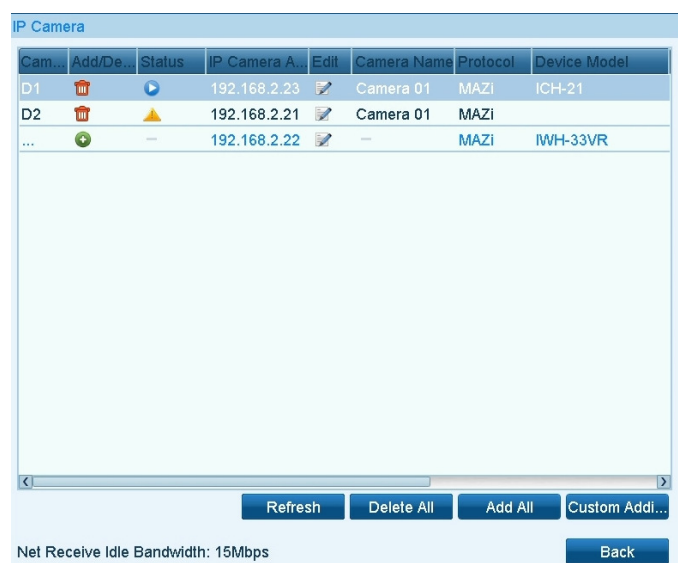 IP Camera
Cam... Add/De... Status IP Camera A... Edit Camera Name Protocol Device Model
D1 192.168.2.23 Camera 01 MAZi ICH-21
D2 192.168.2.21 Camera 01 MAZi
... — 192.168.2.22 — MAZi IWH-33VR
Refresh Delete All Add All Custom Addi...
Net Receive Idle Bandwidth: 15Mbps Back